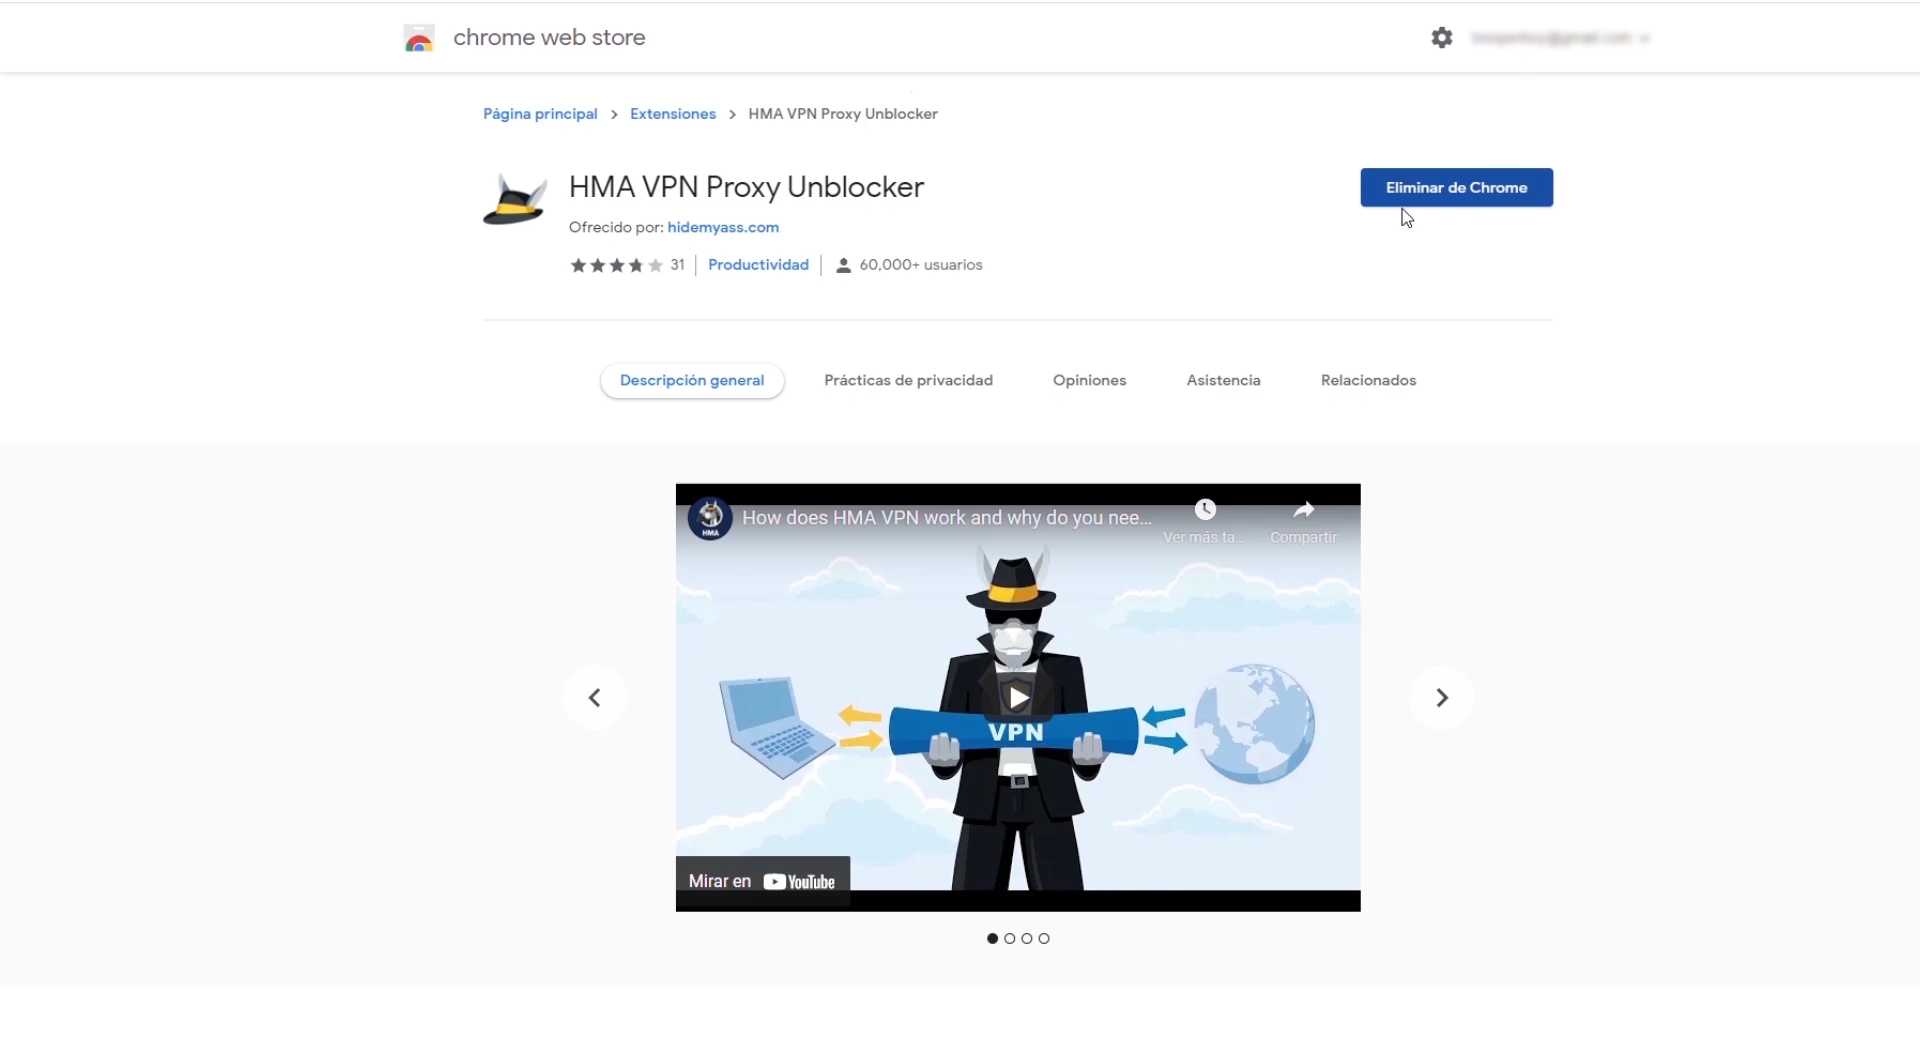 chrome web store
Página principal > Extensiones > HMA VPN Proxy Unblocker
HMA VPN Proxy Unblocker
Eliminar de Chrome
Ofrecido por: hidemyass.com
31 Productividad 60,000+ usuarios
Descripción general Prácticas de privacidad Opiniones Asistencia Relacionados
HMA
How does HMA VPN work and why do you nee...
Ver más ta... Compartir
VPN
Mirar en YouTube